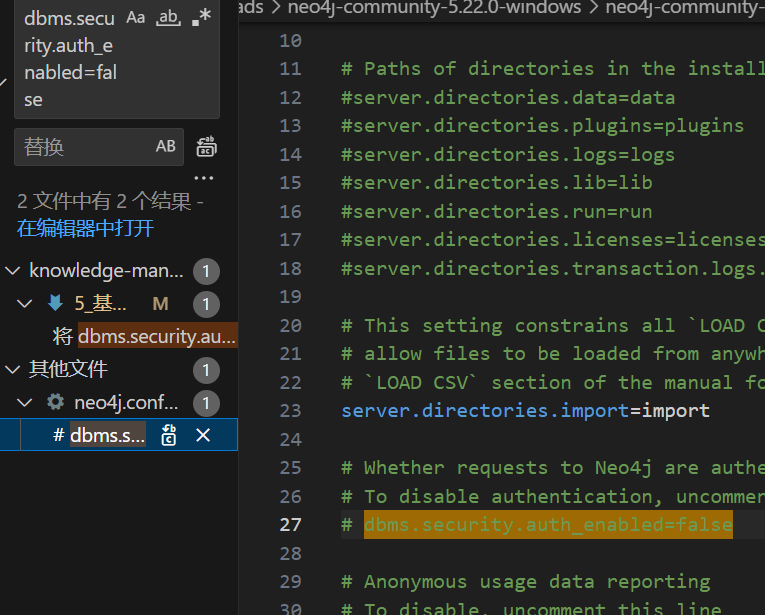 dbms.secu
rity.auth_e
nabled=fal
se
Aa ab .*
替换 AB
...
2 文件中有 2 个结果 -
在编辑器中打开
knowledge-man... 1
5_基... M 1
将 dbms.security.au...
其他文件 1
neo4j.conf... 1
# dbms.s...
ads > neo4j-community-5.22.0-windows > neo4j-community-
10
11 # Paths of directories in the install
12 #server.directories.data=data
13 #server.directories.plugins=plugins
14 #server.directories.logs=logs
15 #server.directories.lib=lib
16 #server.directories.run=run
17 #server.directories.licenses=licenses
18 #server.directories.transaction.logs.
19
20 # This setting constrains all `LOAD C
21 # allow files to be loaded from anywh
22 # `LOAD CSV` section of the manual fo
23 server.directories.import=import
24
25 # Whether requests to Neo4j are authe
26 # To disable authentication, uncommen
27 # dbms.security.auth_enabled=false
28
29 # Anonymous usage data reporting
30 # To disable, uncomment this line